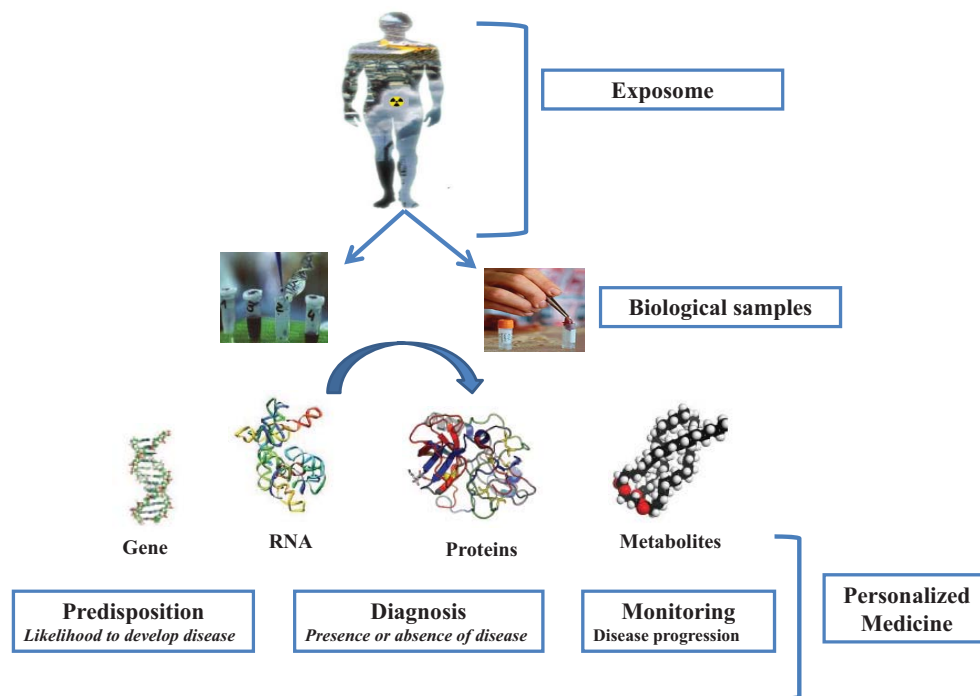 Exposome
Biological samples
Gene
RNA
Proteins
Metabolites
Predisposition
Likelihood to develop disease
Diagnosis
Presence or absence of disease
Monitoring
Disease progression
Personalized
Medicine